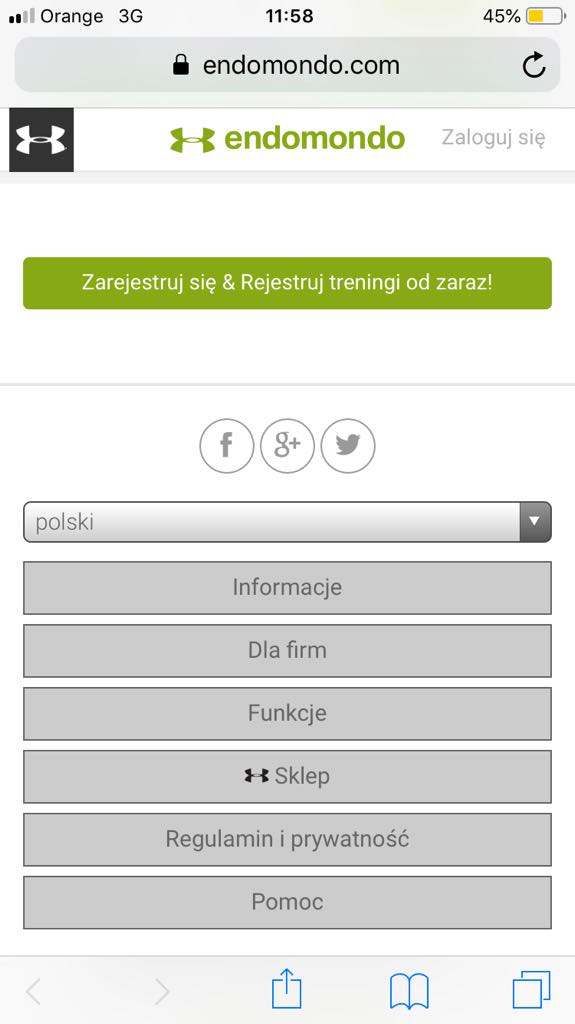 Orange 3G 11:58 45%
endomondo.com
endomondo Zaloguj się
Zarejestruj się & Rejestruj treningi od zaraz!
f g+
polski
Informacje
Dla firm
Funkcje
Sklep
Regulamin i prywatność
Pomoc